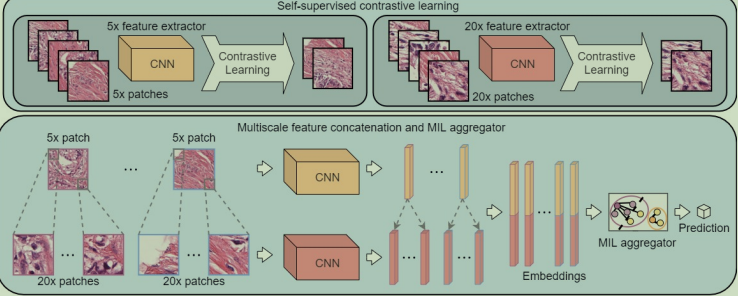 Self-supervised contrastive learning
5x feature extractor
CNN
Contrastive
Learning
5x patches
20x feature extractor
CNN
Contrastive
Learning
20x patches
Multiscale feature concatenation and MIL aggregator
5x patch
...
5x patch
CNN
...
...
20x patches
...
20x patches
CNN
...
...
...
Embeddings
MIL aggregator
Prediction